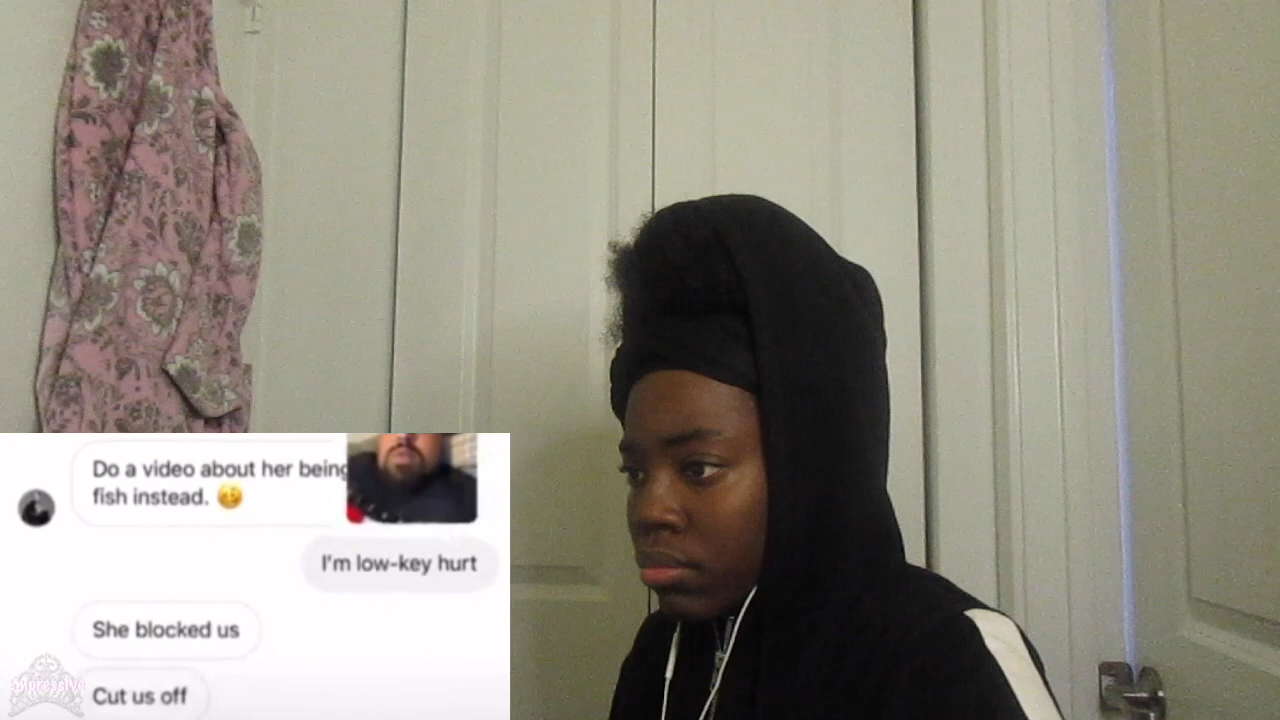 Do a video about her being
fish instead. 🥴
I'm low-key hurt
She blocked us
Cut us off